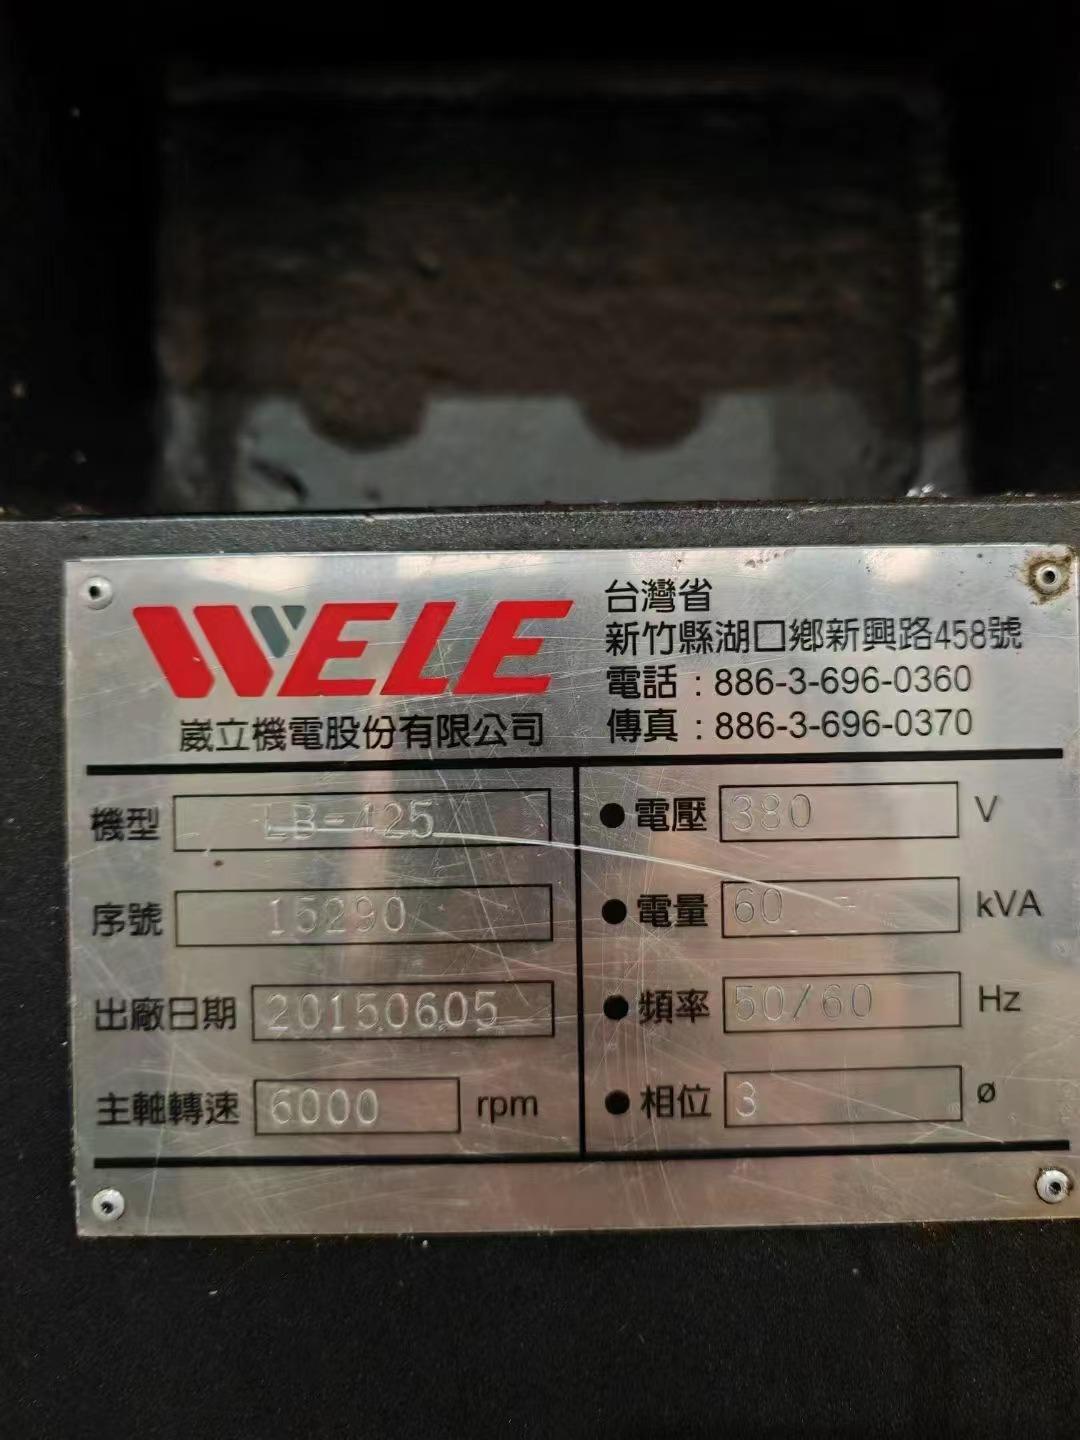 WELE
崴立機電股份有限公司
台灣省
新竹縣湖口鄉新興路458號
電話：886-3-696-0360
傳真：886-3-696-0370
機型 LB-425
序號 15290
出廠日期 20150605
主軸轉速 6000 rpm
●電壓 380 V
●電量 60 kVA
●頻率 50/60 Hz
●相位 3 ø